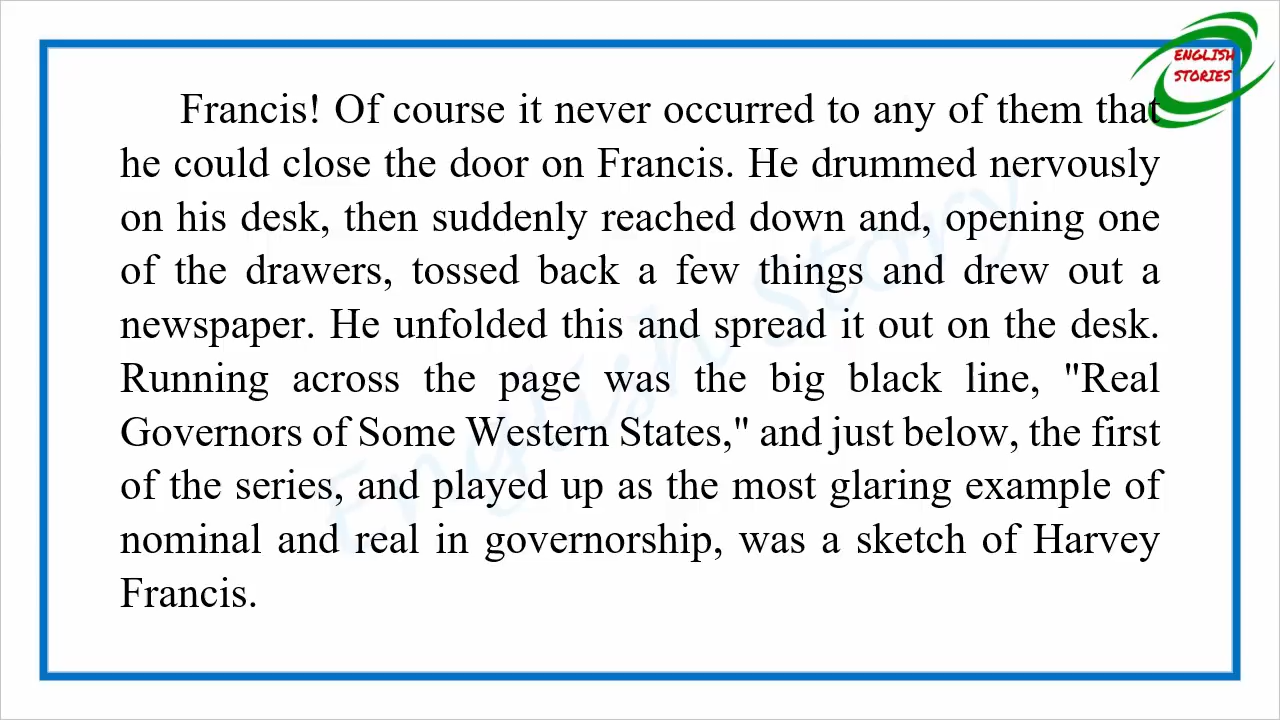 ENGLISH
STORIES
Francis! Of course it never occurred to any of them that
he could close the door on Francis. He drummed nervously
on his desk, then suddenly reached down and, opening one
of the drawers, tossed back a few things and drew out a
newspaper. He unfolded this and spread it out on the desk.
Running across the page was the big black line, "Real
Governors of Some Western States," and just below, the first
of the series, and played up as the most glaring example of
nominal and real in governorship, was a sketch of Harvey
Francis.
English Story